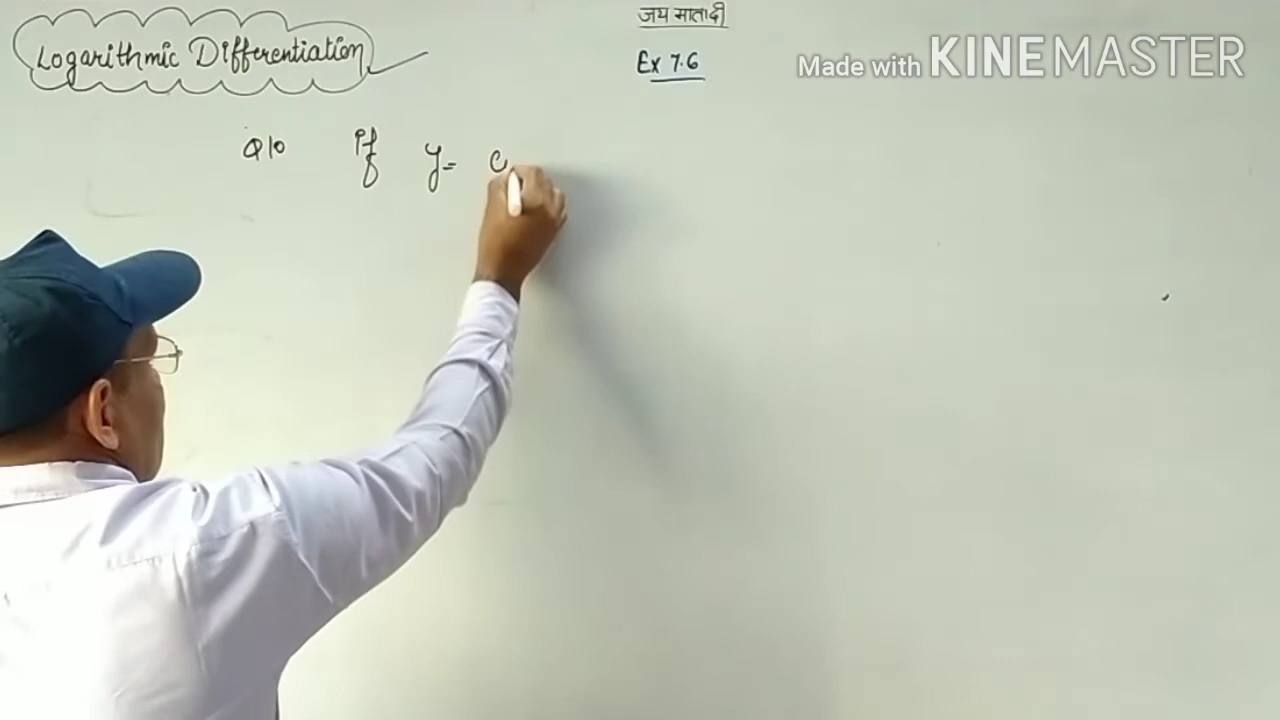 Logarithmic Differentiation
जय माता दी
Ex 7.6
Made with KINEMASTER
Q10 If y = e